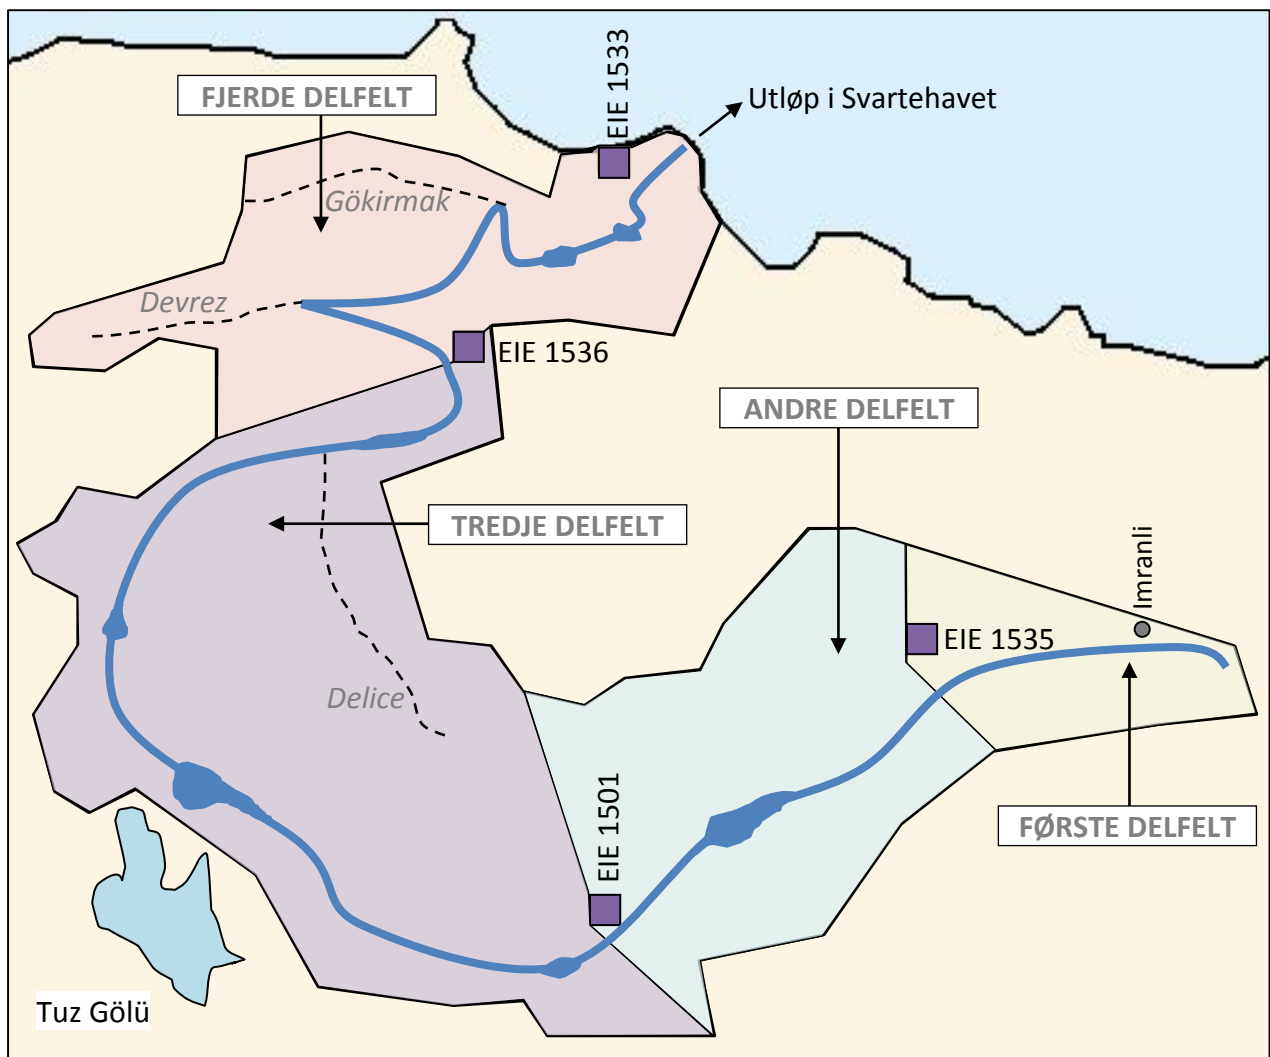 EIE 1533
FJERDE DELFELT
Utløp i Svartehavet
Gökirmak
Devrez
EIE 1536
ANDRE DELFELT
TREDJE DELFELT
Imranli
EIE 1535
Delice
EIE 1501
FØRSTE DELFELT
Tuz Gölü